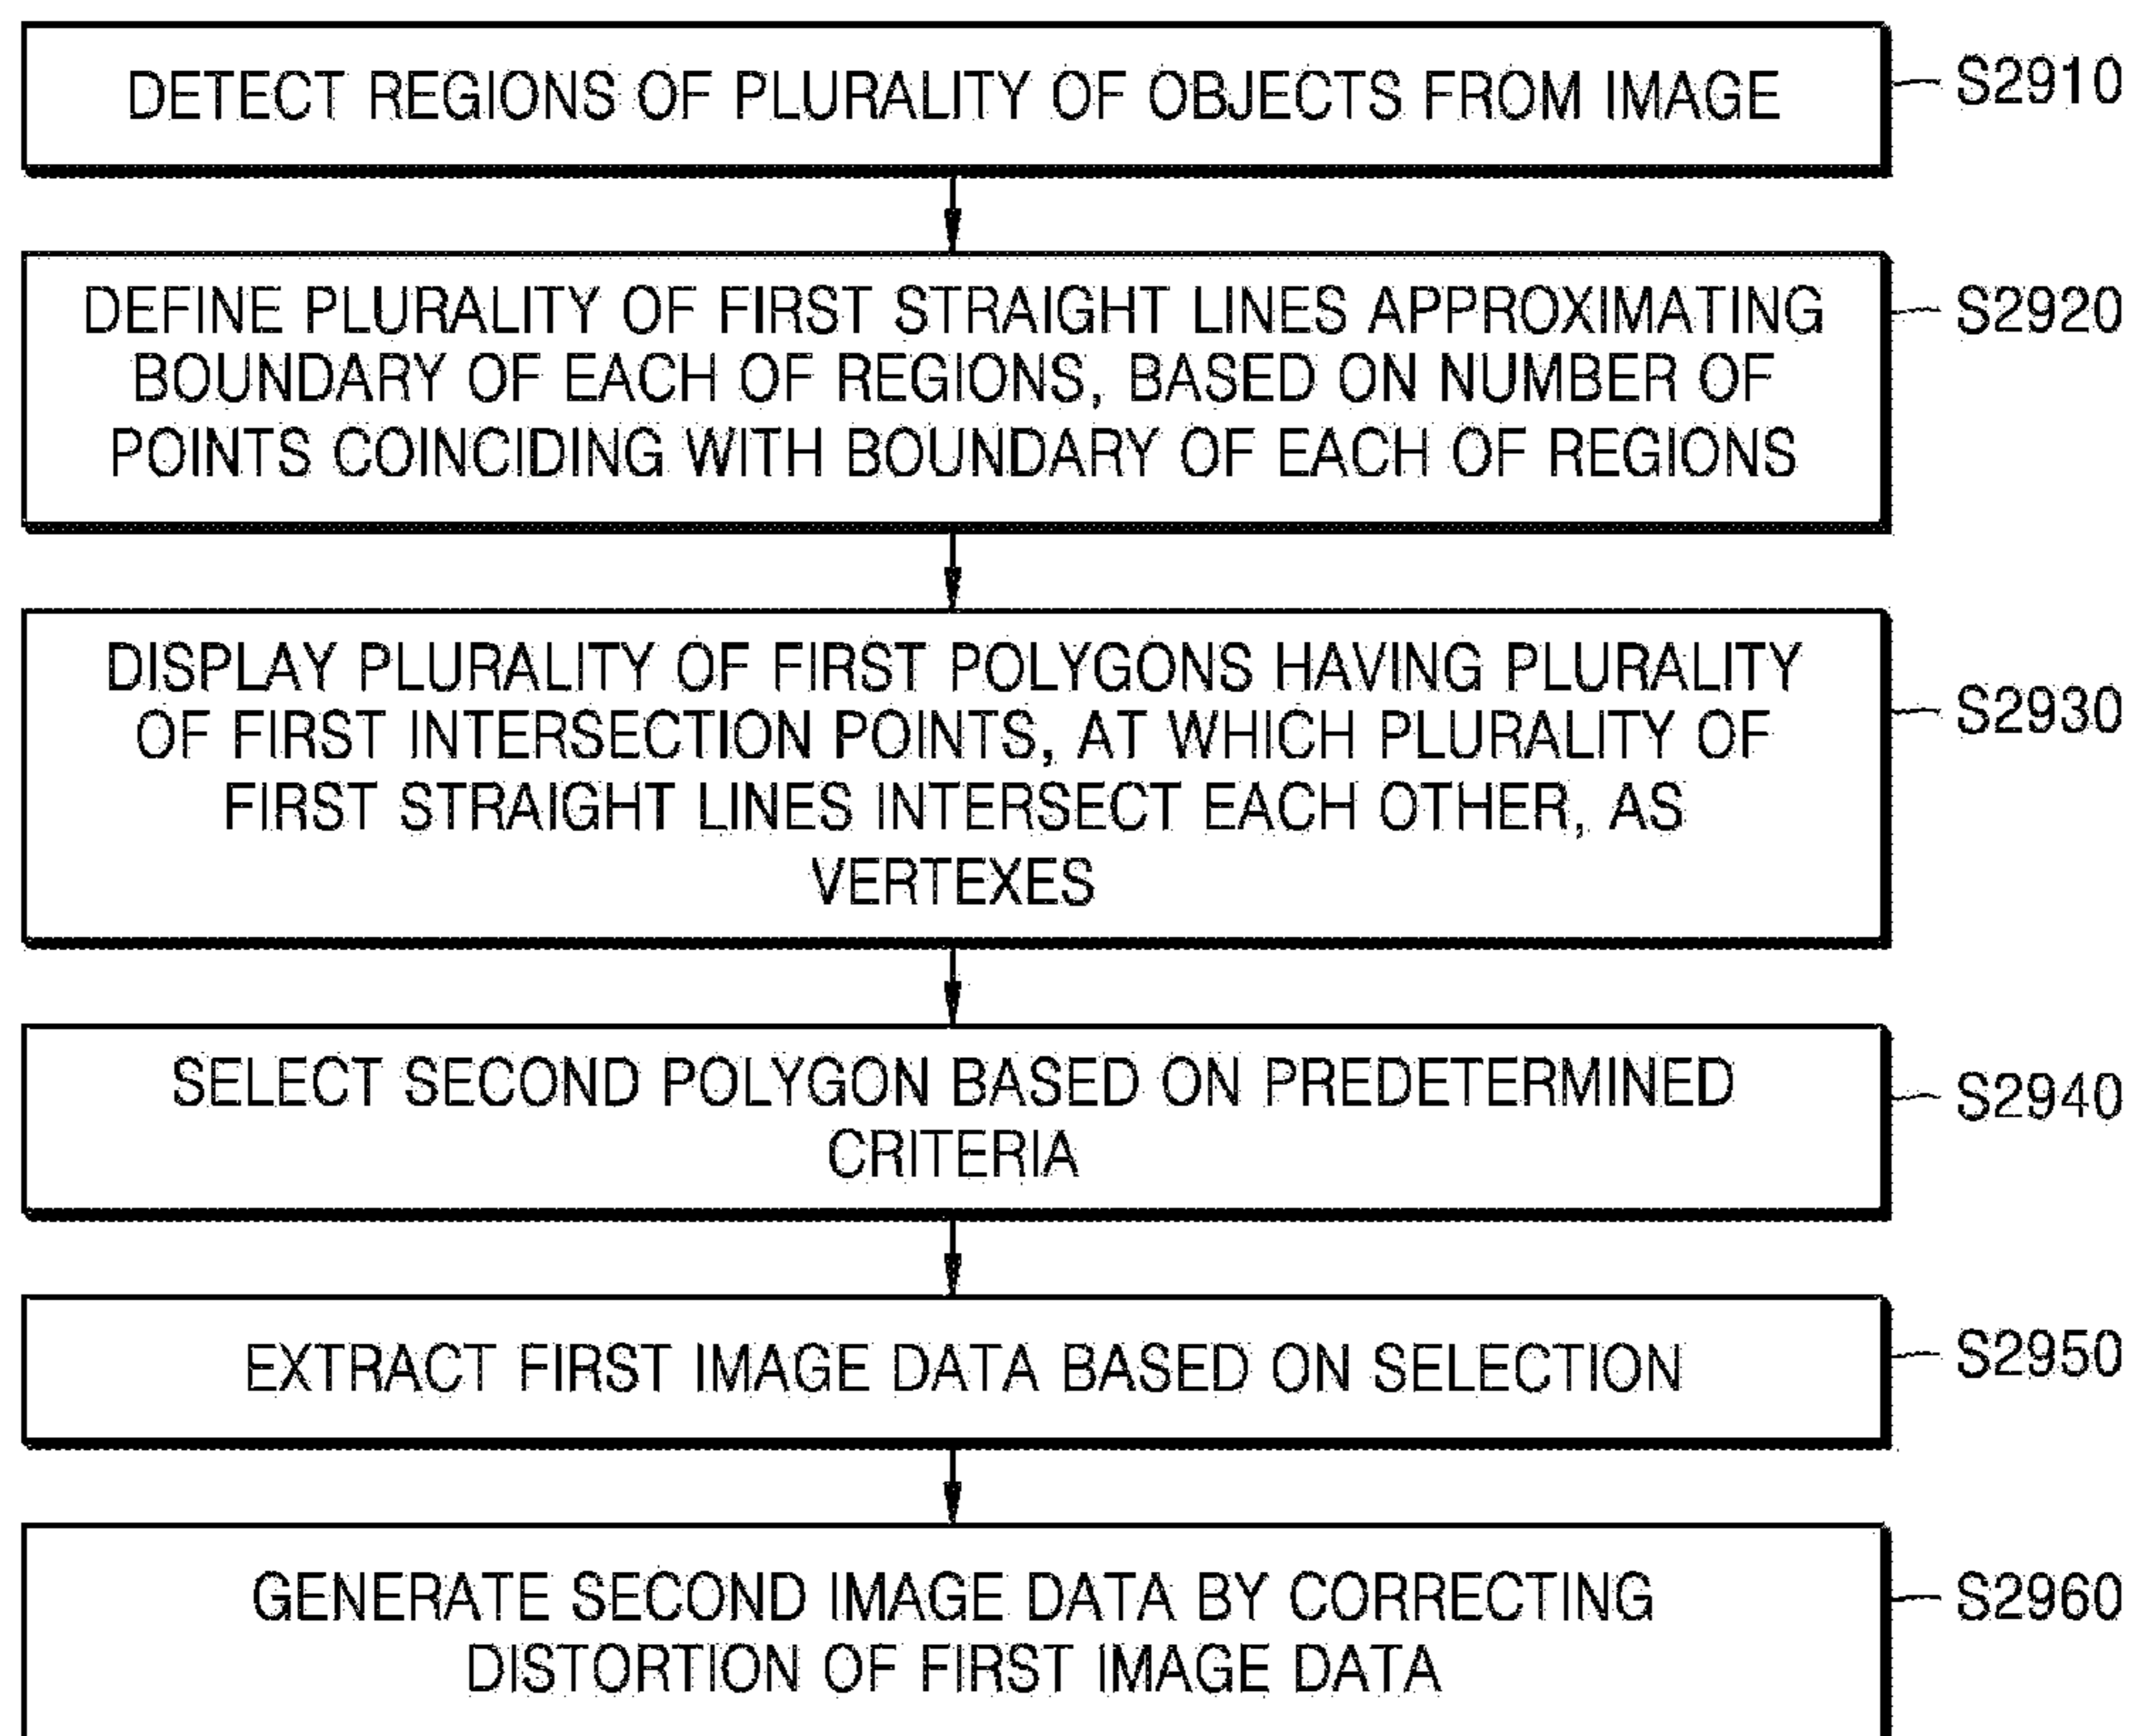 DETECT REGIONS OF PLURALITY OF OBJECTS FROM IMAGE
S2910
DEFINE PLURALITY OF FIRST STRAIGHT LINES APPROXIMATING
BOUNDARY OF EACH OF REGIONS, BASED ON NUMBER OF
POINTS COINCIDING WITH BOUNDARY OF EACH OF REGIONS
S2920
DISPLAY PLURALITY OF FIRST POLYGONS HAVING PLURALITY
OF FIRST INTERSECTION POINTS, AT WHICH PLURALITY OF
FIRST STRAIGHT LINES INTERSECT EACH OTHER, AS
VERTEXES
S2930
SELECT SECOND POLYGON BASED ON PREDETERMINED
CRITERIA
S2940
EXTRACT FIRST IMAGE DATA BASED ON SELECTION
S2950
GENERATE SECOND IMAGE DATA BY CORRECTING
DISTORTION OF FIRST IMAGE DATA
S2960